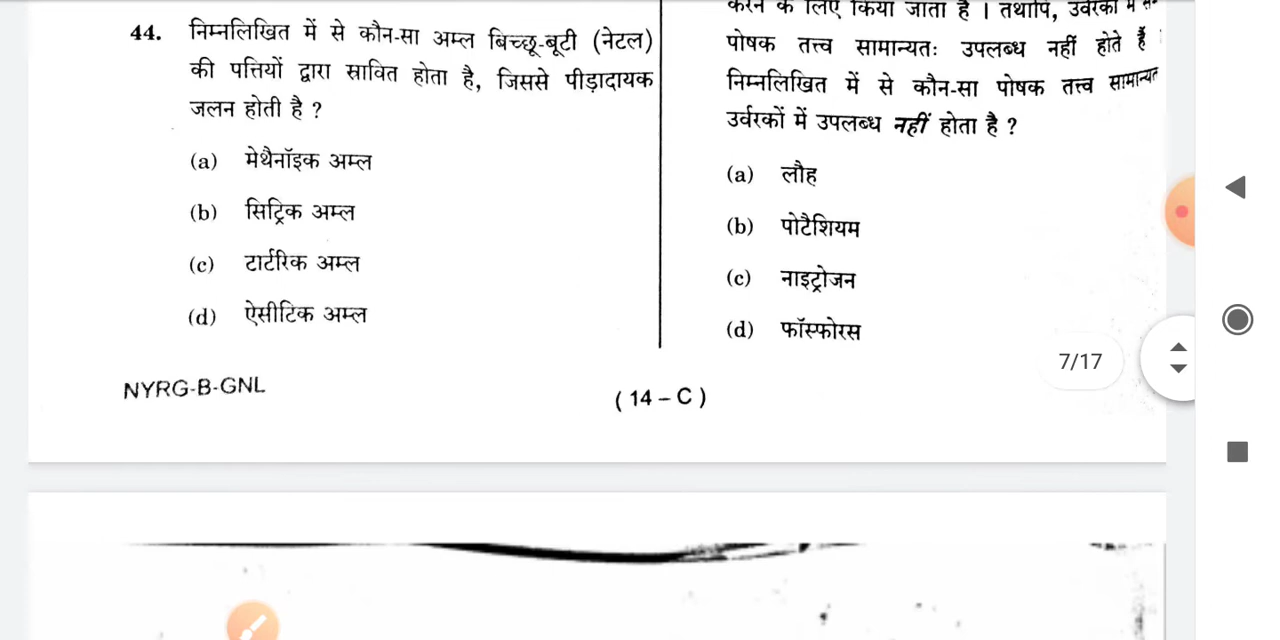 44. निम्नलिखित में से कौन-सा अम्ल बिच्छू-बूटी (नेटल)
की पत्तियों द्वारा स्रावित होता है, जिससे पीड़ादायक
जलन होती है ?
(a) मेथैनॉइक अम्ल
(b) सिट्रिक अम्ल
(c) टार्टरिक अम्ल
(d) ऐसीटिक अम्ल
करने के लिए किया जाता है । तथापि, उर्वरकों में
पोषक तत्त्व सामान्यतः उपलब्ध नहीं होते हैं
निम्नलिखित में से कौन-सा पोषक तत्त्व सामान्यत
उर्वरकों में उपलब्ध नहीं होता है ?
(a) लौह
(b) पोटैशियम
(c) नाइट्रोजन
(d) फॉस्फोरस
7/17
NYRG-B-GNL
( 14 – C )